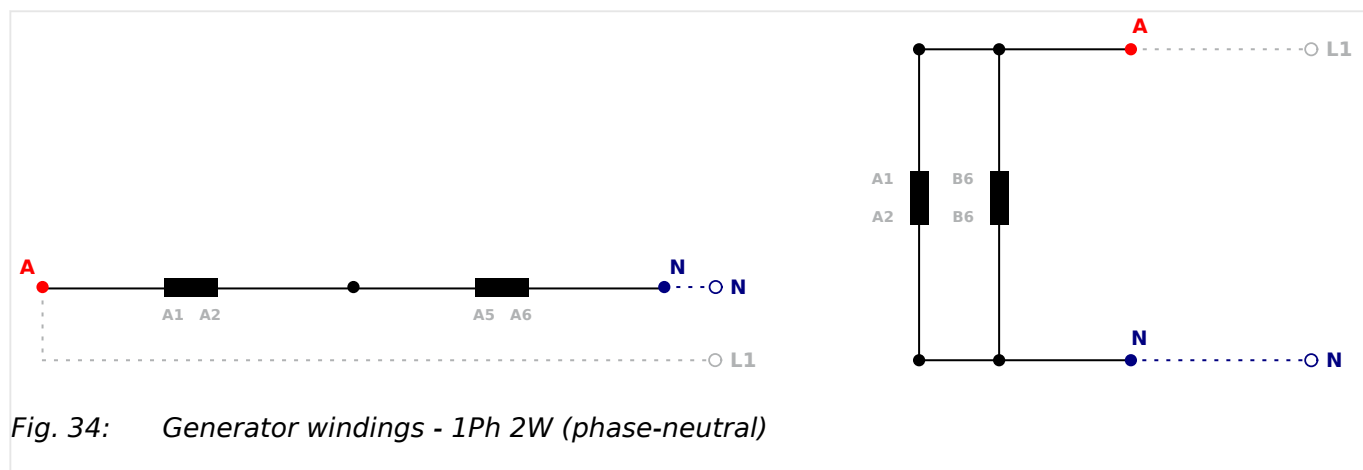 A
L1
A1 B6
A2 B6
A N N
A1 A2 A5 A6
N
L1 N
Fig. 34: Generator windings - 1Ph 2W (phase-neutral)